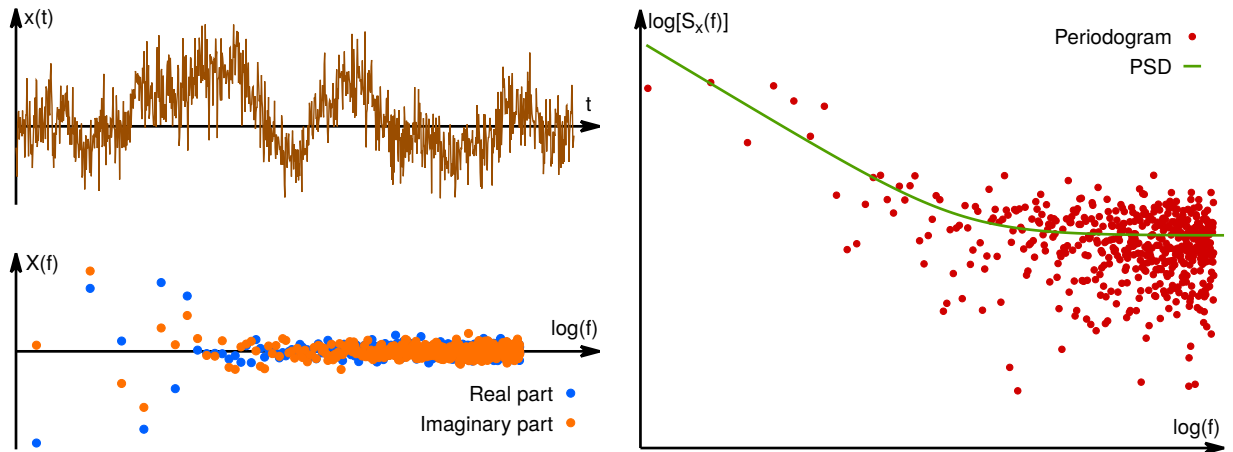 x(t)
t
X(f)
log(f)
Real part
Imaginary part
log[Sx(f)]
Periodogram
PSD
log(f)